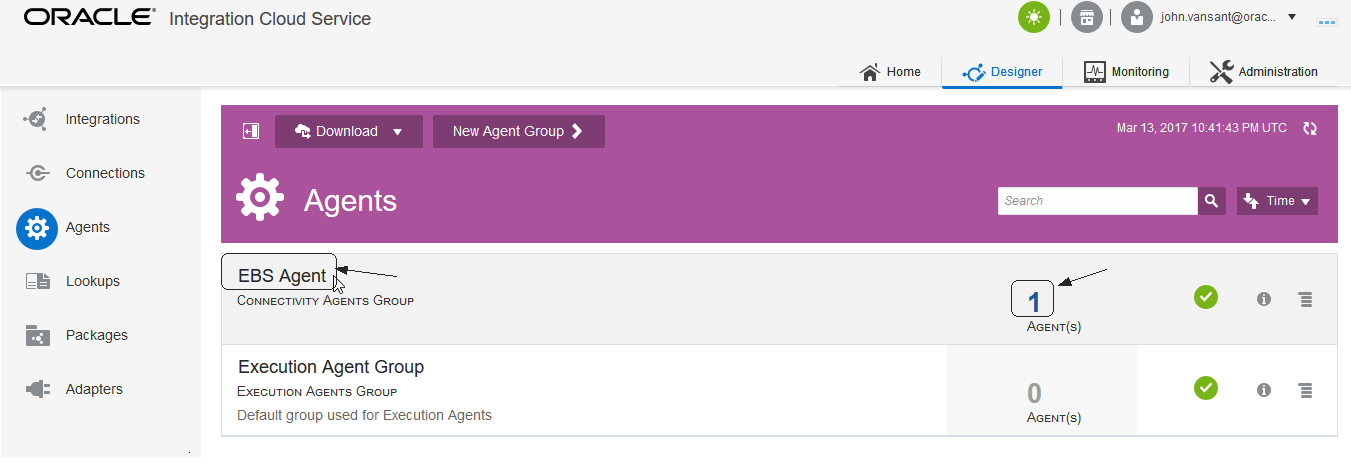 ORACLE® Integration Cloud Service
john.vansant@orac...
Home
Designer
Monitoring
Administration
Integrations
Connections
Agents
Lookups
Packages
Adapters
Download
New Agent Group
Mar 13, 2017 10:41:43 PM UTC
Agents
Search
Time
EBS Agent
CONNECTIVITY AGENTS GROUP
1
AGENT(S)
Execution Agent Group
EXECUTION AGENTS GROUP
Default group used for Execution Agents
0
AGENT(S)